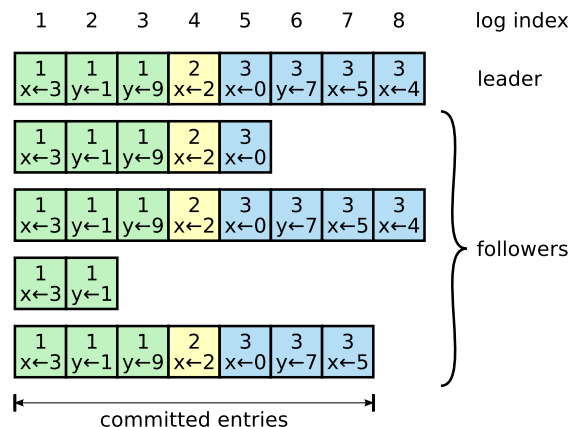 1 2 3 4 5 6 7 8 log index
1 1 1 2 3 3 3 3
x←3 y←1 y←9 x←2 x←0 y←7 x←5 x←4
leader
1 1 1 2 3
x←3 y←1 y←9 x←2 x←0
1 1 1 2 3 3 3 3
x←3 y←1 y←9 x←2 x←0 y←7 x←5 x←4
followers
1 1
x←3 y←1
1 1 1 2 3 3 3
x←3 y←1 y←9 x←2 x←0 y←7 x←5
committed entries